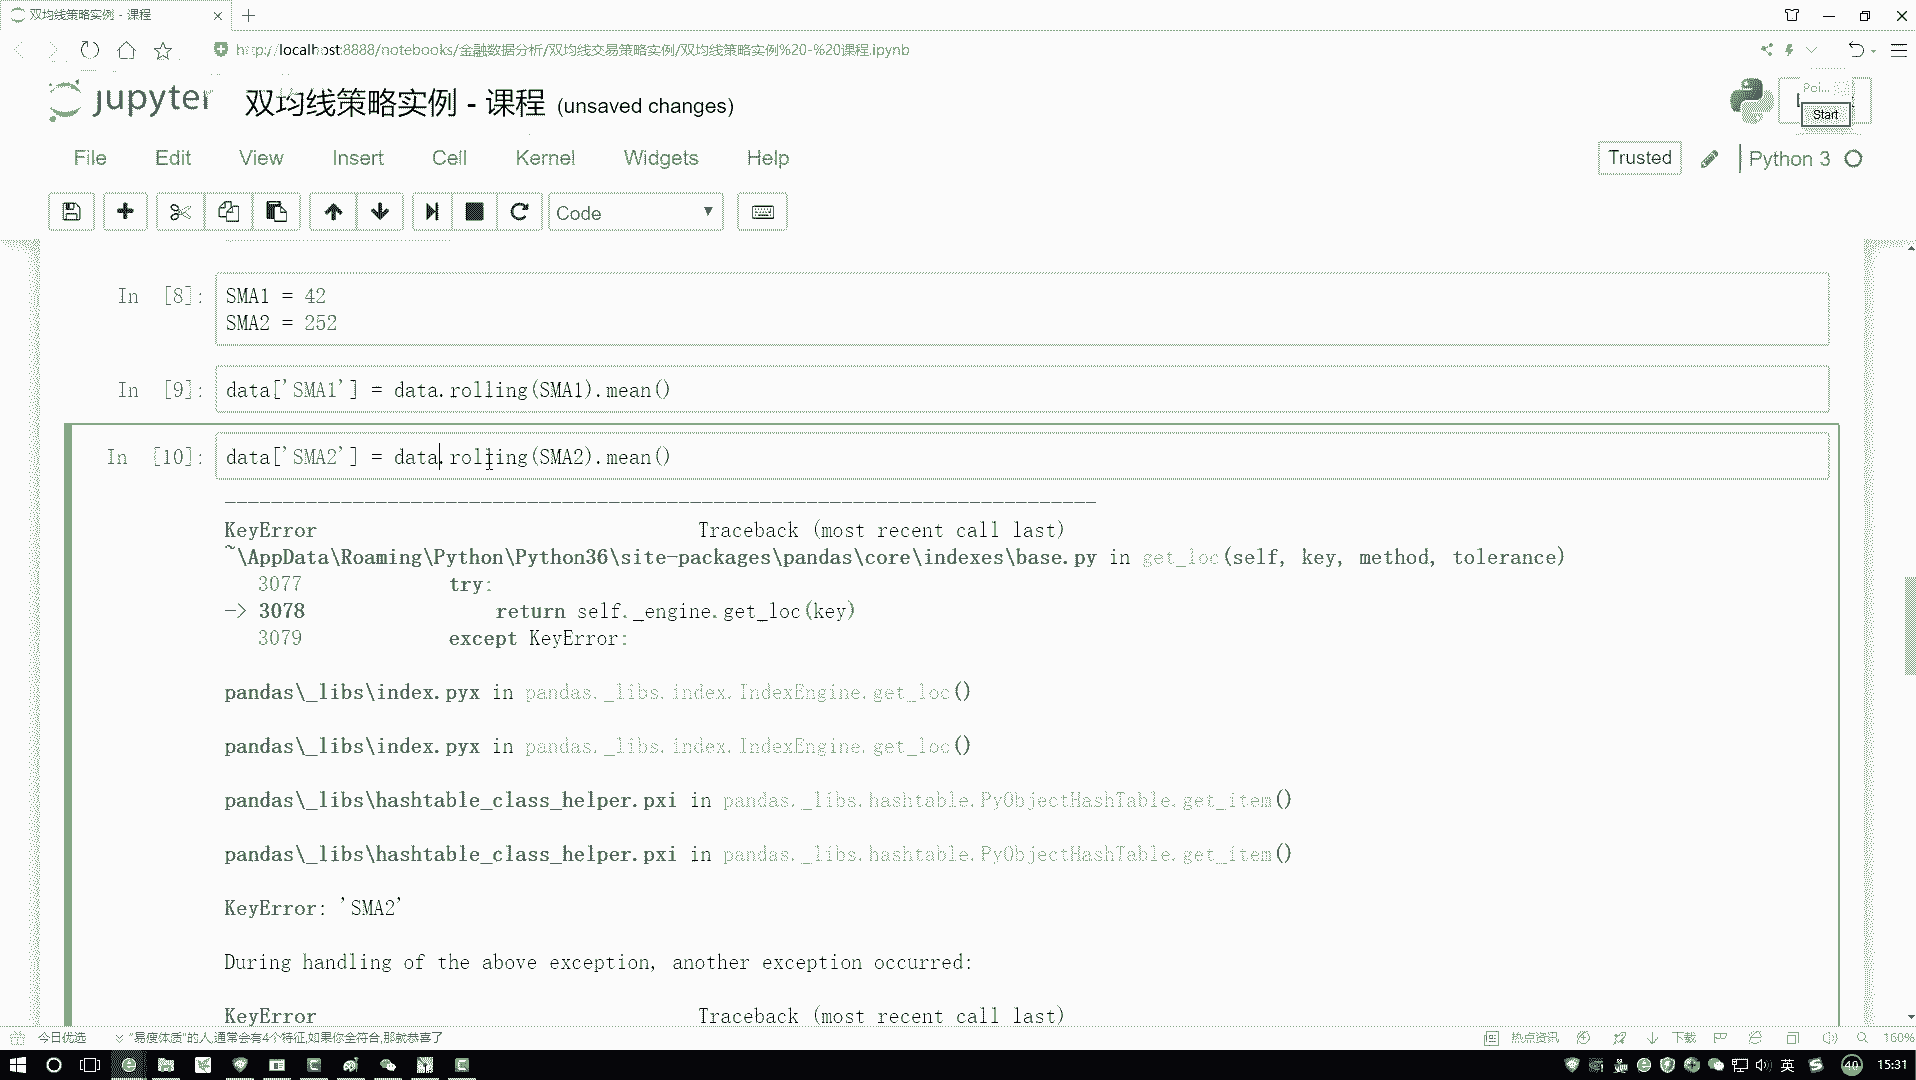 双均线策略实例 - 课程
http://localhost:8888/notebooks/金融数据分析/双均线交易策略实例/双均线策略实例%20-%20课程.ipynb
jupyter 双均线策略实例 - 课程 (unsaved changes)
Poi...
Start
File Edit View Insert Cell Kernel Widgets Help
Trusted Python 3
Code
In [8]: SMA1 = 42
SMA2 = 252
In [9]: data['SMA1'] = data.rolling(SMA1).mean()
In [10]: data['SMA2'] = data.rolling(SMA2).mean()
---------------------------------------------------------------------------
KeyError Traceback (most recent call last)
~\AppData\Roaming\Python\Python36\site-packages\pandas\core\indexes\base.py in get_loc(self, key, method, tolerance)
3077 try:
-> 3078 return self._engine.get_loc(key)
3079 except KeyError:
pandas\_libs\index.pyx in pandas._libs.index.IndexEngine.get_loc()
pandas\_libs\index.pyx in pandas._libs.index.IndexEngine.get_loc()
pandas\_libs\hashtable_class_helper.pxi in pandas._libs.hashtable.PyObjectHashTable.get_item()
pandas\_libs\hashtable_class_helper.pxi in pandas._libs.hashtable.PyObjectHashTable.get_item()
KeyError: 'SMA2'
During handling of the above exception, another exception occurred:
KeyError Traceback (most recent call last)
今日优选 "易瘦体质"的人,通常会有4个特征,如果你全符合,那就恭喜了 热点资讯 下载 160%
英 40 15:31